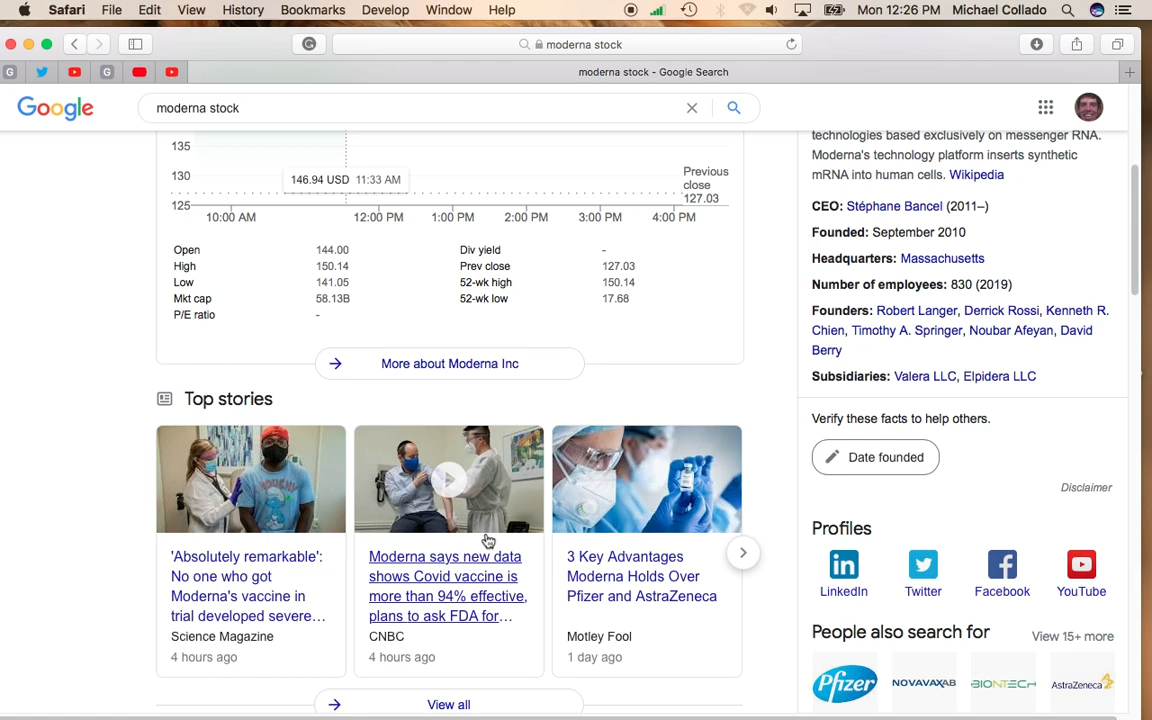 Safari File Edit View History Bookmarks Develop Window Help Mon 12:26 PM Michael Collado
moderna stock
G G moderna stock - Google Search
Google moderna stock
135
130
125
146.94 USD 11:33 AM
Previous
close
127.03
10:00 AM 12:00 PM 1:00 PM 2:00 PM 3:00 PM 4:00 PM
Open 144.00 Div yield -
High 150.14 Prev close 127.03
Low 141.05 52-wk high 150.14
Mkt cap 58.13B 52-wk low 17.68
P/E ratio -
More about Moderna Inc
Top stories
'Absolutely remarkable':
No one who got
Moderna's vaccine in
trial developed severe…
Science Magazine
4 hours ago
Moderna says new data
shows Covid vaccine is
more than 94% effective,
plans to ask FDA for…
CNBC
4 hours ago
3 Key Advantages
Moderna Holds Over
Pfizer and AstraZeneca
Motley Fool
1 day ago
View all
technologies based exclusively on messenger RNA.
Moderna's technology platform inserts synthetic
mRNA into human cells. Wikipedia
CEO: Stéphane Bancel (2011–)
Founded: September 2010
Headquarters: Massachusetts
Number of employees: 830 (2019)
Founders: Robert Langer, Derrick Rossi, Kenneth R.
Chien, Timothy A. Springer, Noubar Afeyan, David
Berry
Subsidiaries: Valera LLC, Elpidera LLC
Verify these facts to help others.
Date founded
Disclaimer
Profiles
LinkedIn Twitter Facebook YouTube
People also search for View 15+ more
Pfizer NOVAVAX AB BIONTECH AstraZeneca